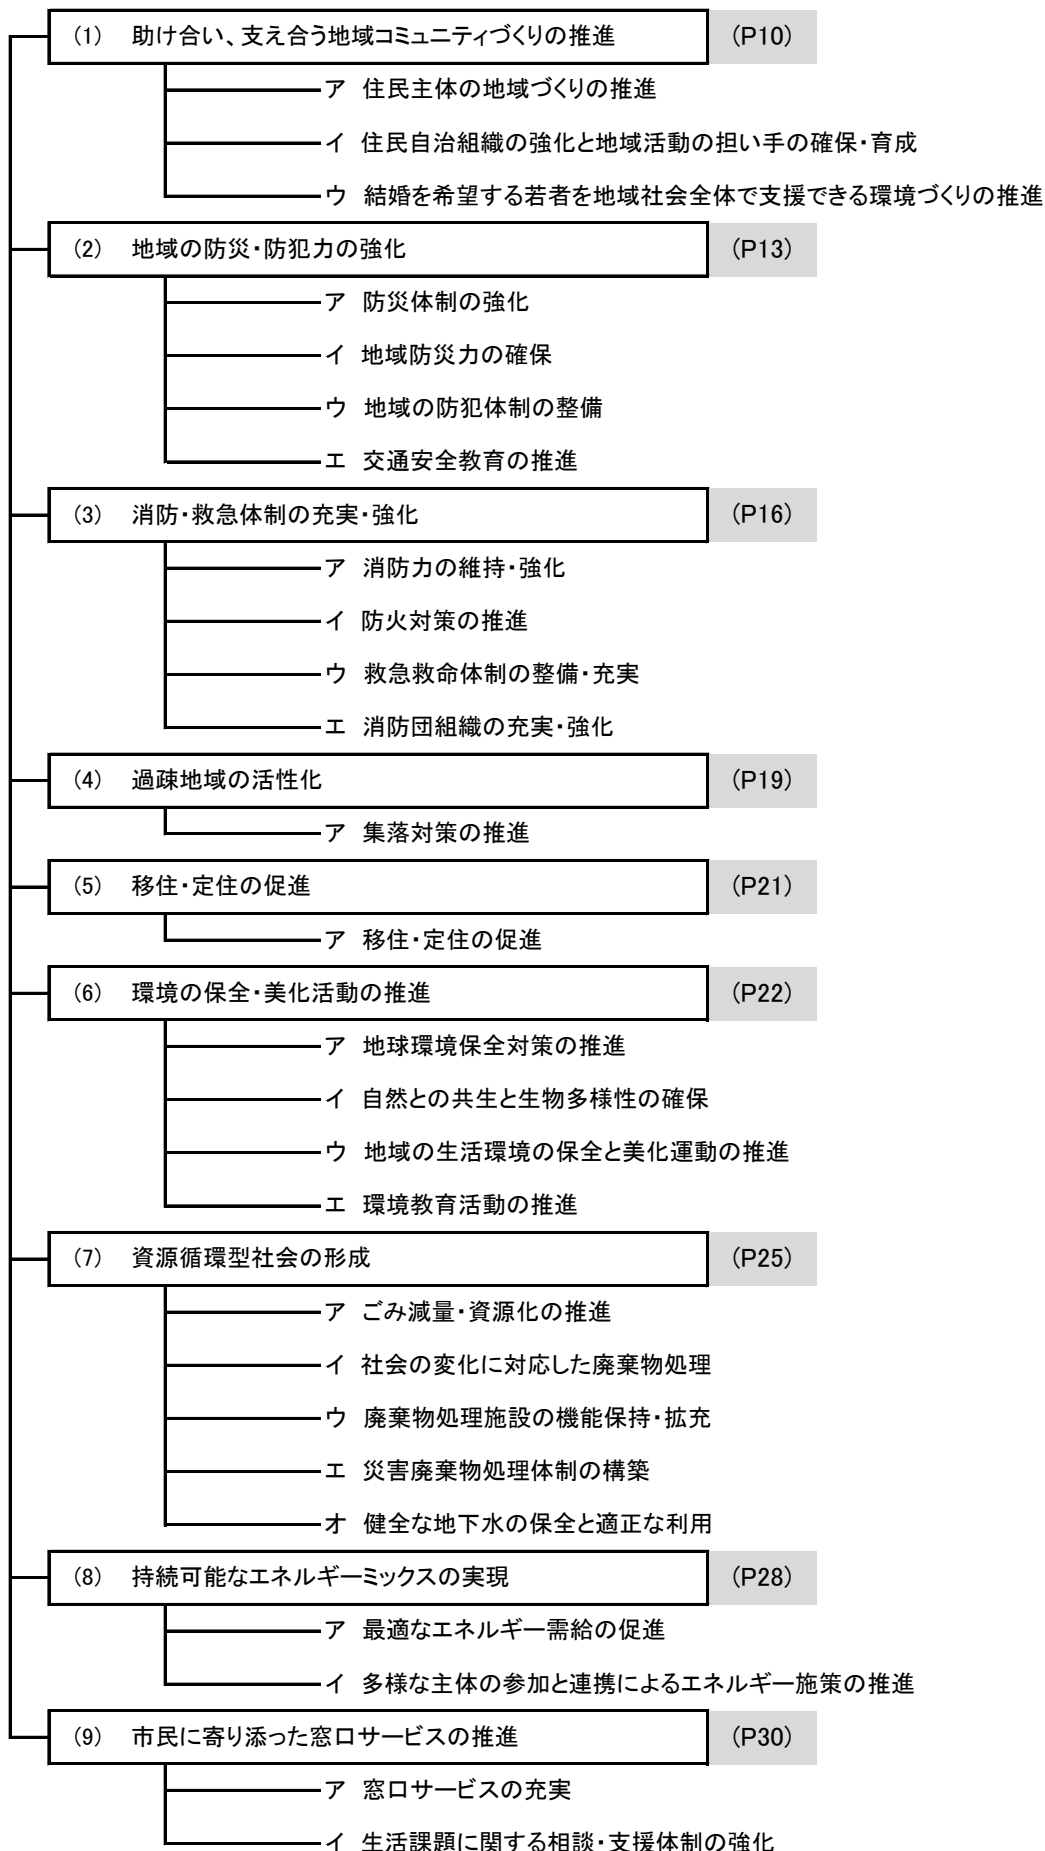 (1) 助け合い、支え合う地域コミュニティづくりの推進 (P10)
ア 住民主体の地域づくりの推進
イ 住民自治組織の強化と地域活動の担い手の確保・育成
ウ 結婚を希望する若者を地域社会全体で支援できる環境づくりの推進
(2) 地域の防災・防犯力の強化 (P13)
ア 防災体制の強化
イ 地域防災力の確保
ウ 地域の防犯体制の整備
エ 交通安全教育の推進
(3) 消防・救急体制の充実・強化 (P16)
ア 消防力の維持・強化
イ 防火対策の推進
ウ 救急救命体制の整備・充実
エ 消防団組織の充実・強化
(4) 過疎地域の活性化 (P19)
ア 集落対策の推進
(5) 移住・定住の促進 (P21)
ア 移住・定住の促進
(6) 環境の保全・美化活動の推進 (P22)
ア 地球環境保全対策の推進
イ 自然との共生と生物多様性の確保
ウ 地域の生活環境の保全と美化運動の推進
エ 環境教育活動の推進
(7) 資源循環型社会の形成 (P25)
ア ごみ減量・資源化の推進
イ 社会の変化に対応した廃棄物処理
ウ 廃棄物処理施設の機能保持・拡充
エ 災害廃棄物処理体制の構築
オ 健全な地下水の保全と適正な利用
(8) 持続可能なエネルギーミックスの実現 (P28)
ア 最適なエネルギー需給の促進
イ 多様な主体の参加と連携によるエネルギー施策の推進
(9) 市民に寄り添った窓口サービスの推進 (P30)
ア 窓口サービスの充実
イ 生活課題に関する相談・支援体制の強化